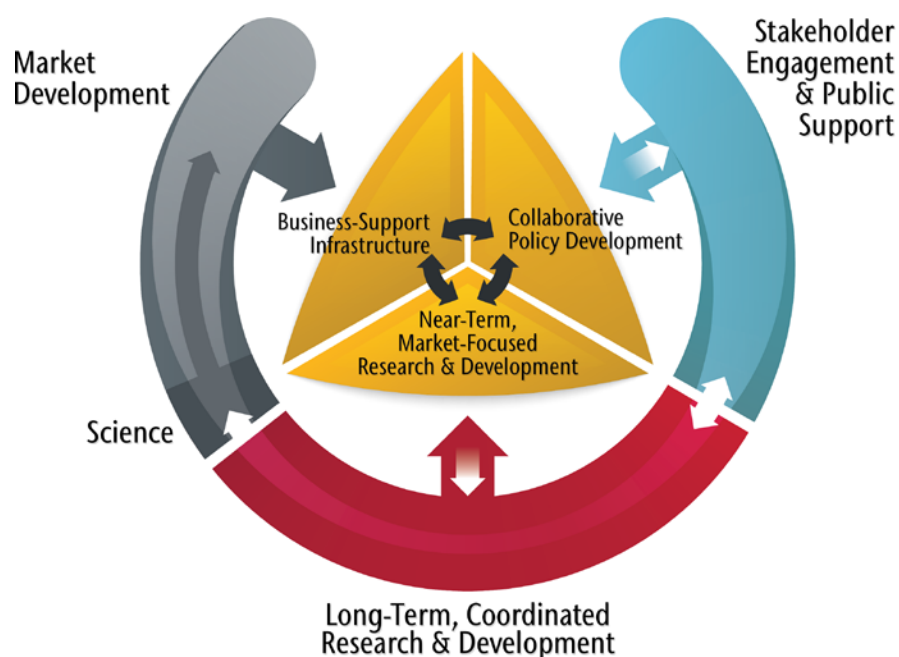 Market
Development
Stakeholder
Engagement
& Public
Support
Business-Support
Infrastructure
Collaborative
Policy Development
Near-Term,
Market-Focused
Research & Development
Science
Long-Term, Coordinated
Research & Development